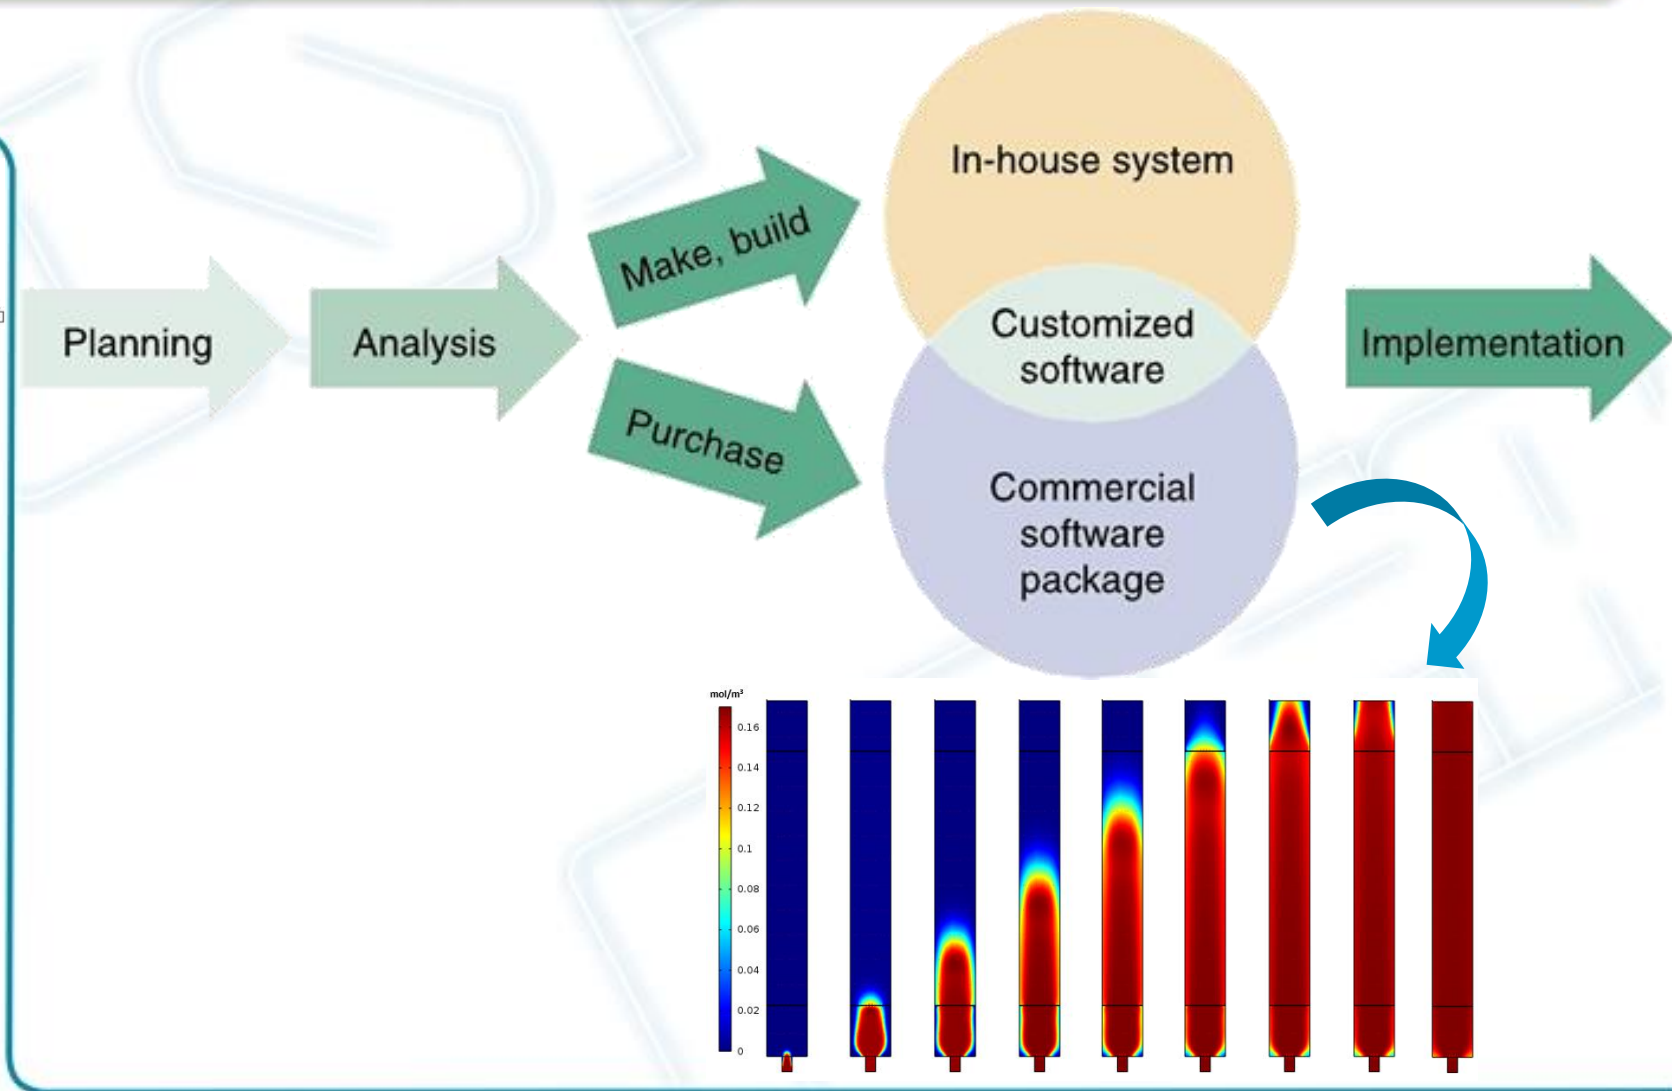 Planning
Analysis
Make, build
Purchase
In-house system
Customized
software
Commercial
software
package
Implementation
mol/m³
0.16
0.14
0.12
0.1
0.08
0.06
0.04
0.02
0